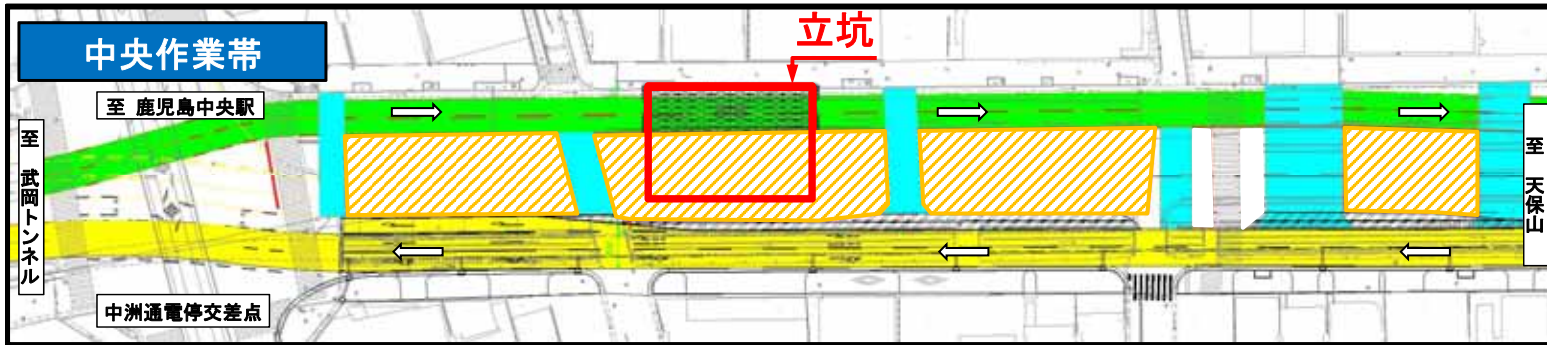 中央作業帯
立坑
至 鹿児島中央駅
至 武岡トンネル
至 天保山
中洲通電停交差点